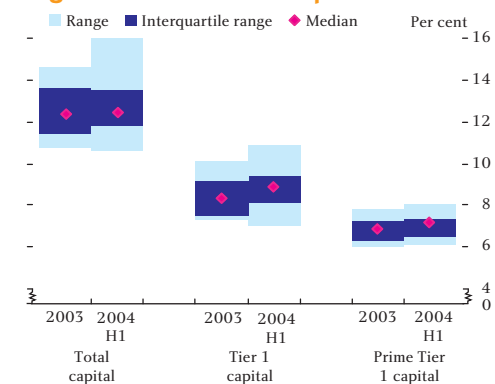 Range Interquartile range Median Per cent
16
14
12
10
8
6
4
0
2003 2004 H1 2003 2004 H1 2003 2004 H1
Total capital Tier 1 capital Prime Tier 1 capital